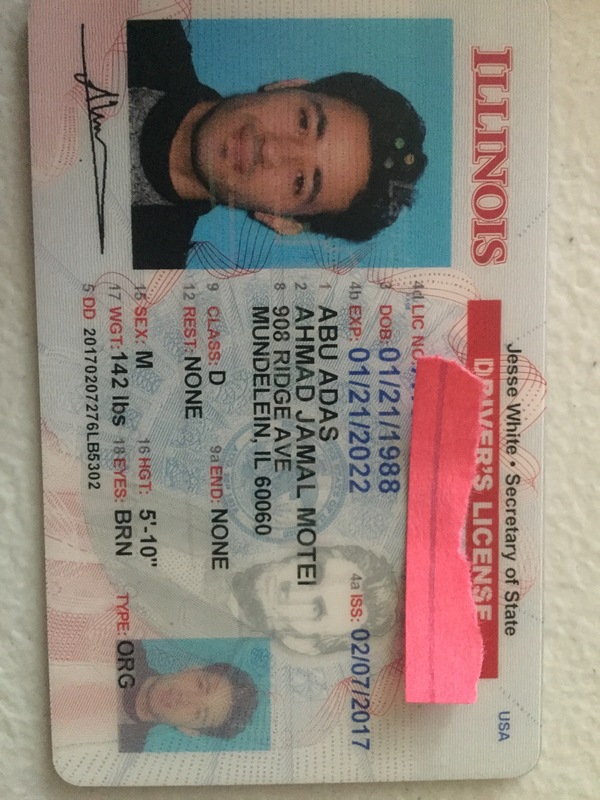 ILLINOIS
Jesse White • Secretary of State
USA
DRIVER'S LICENSE
4d LIC NO.
3 DOB: 01/21/1988
4b EXP: 01/21/2022
4a ISS: 02/07/2017
1 ABU ADAS
2 AHMAD JAMAL MOTEI
8 908 RIDGE AVE
MUNDELEIN, IL 60060
9 CLASS: D
9a END: NONE
12 REST: NONE
15 SEX: M
16 HGT: 5'-10"
17 WGT: 142 lbs
18 EYES: BRN
TYPE: ORG
5 DD 20170207276LB5302